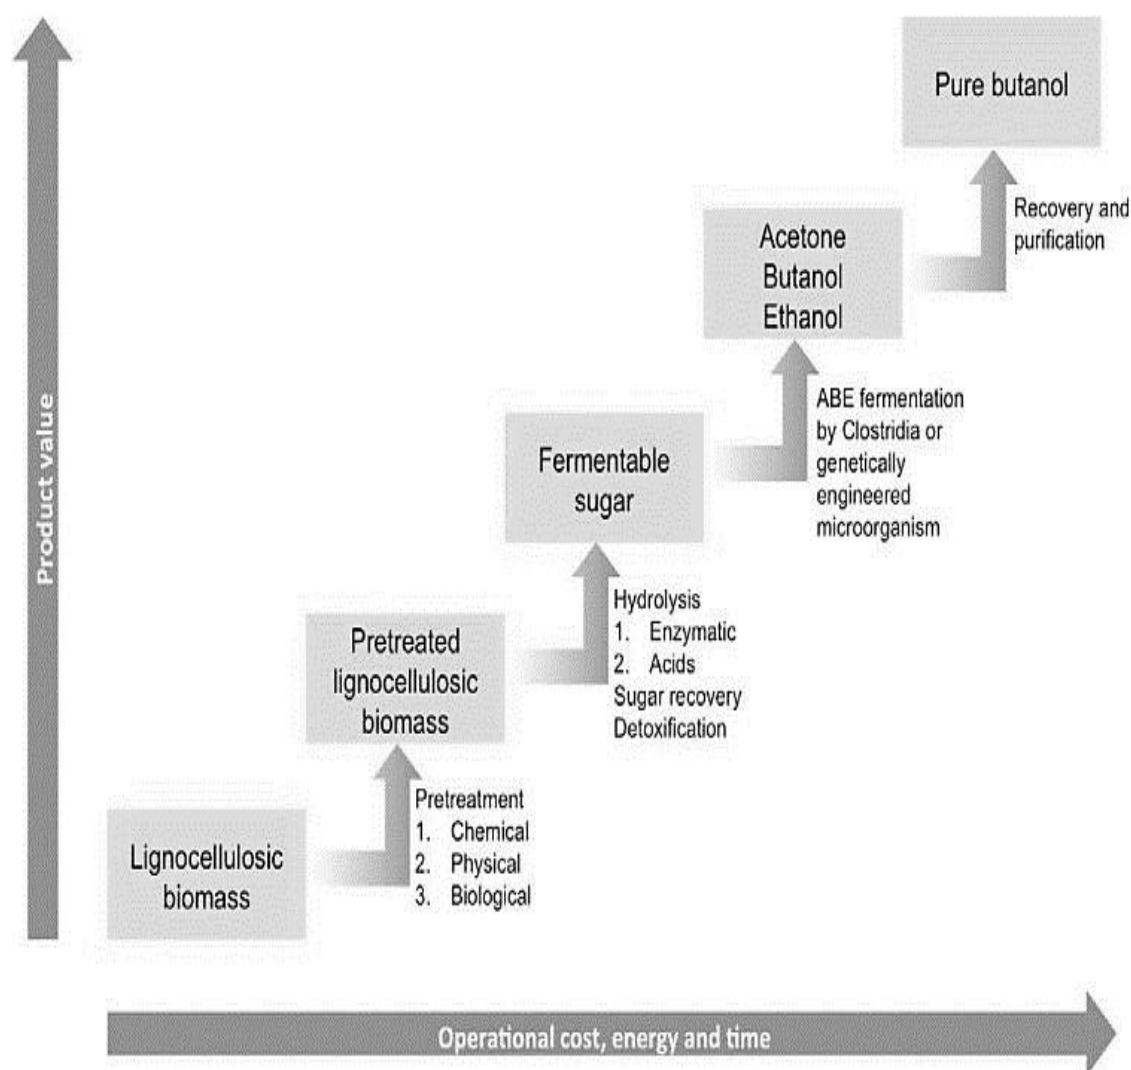 Pure butanol
Recovery and
purification
Acetone
Butanol
Ethanol
ABE fermentation
by Clostridia or
genetically
engineered
microorganism
Fermentable
sugar
Hydrolysis
1. Enzymatic
2. Acids
Sugar recovery
Detoxification
Pretreated
lignocellulosic
biomass
Pretreatment
1. Chemical
2. Physical
3. Biological
Lignocellulosic
biomass
Product value
Operational cost, energy and time